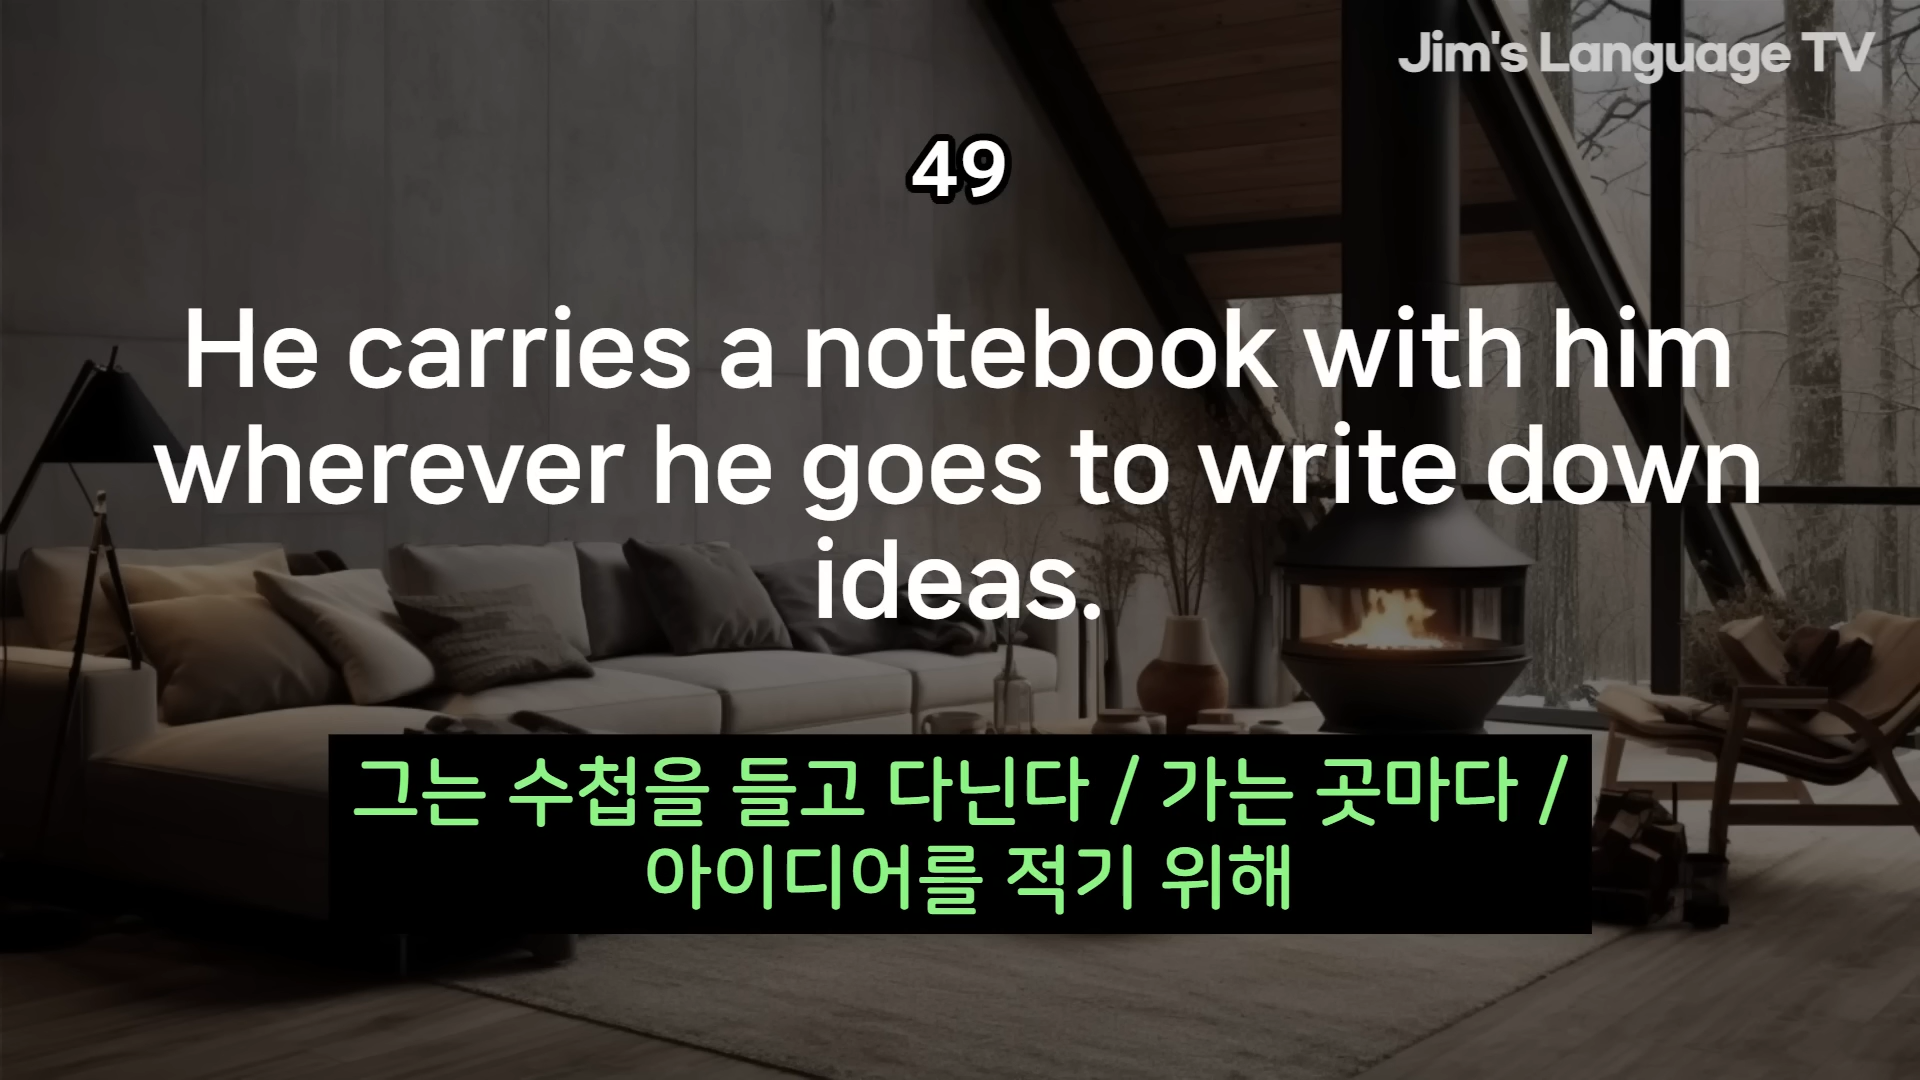 Jim's Language TV
49
He carries a notebook with him
wherever he goes to write down
ideas.
그는 수첩을 들고 다닌다 / 가는 곳마다 /
아이디어를 적기 위해